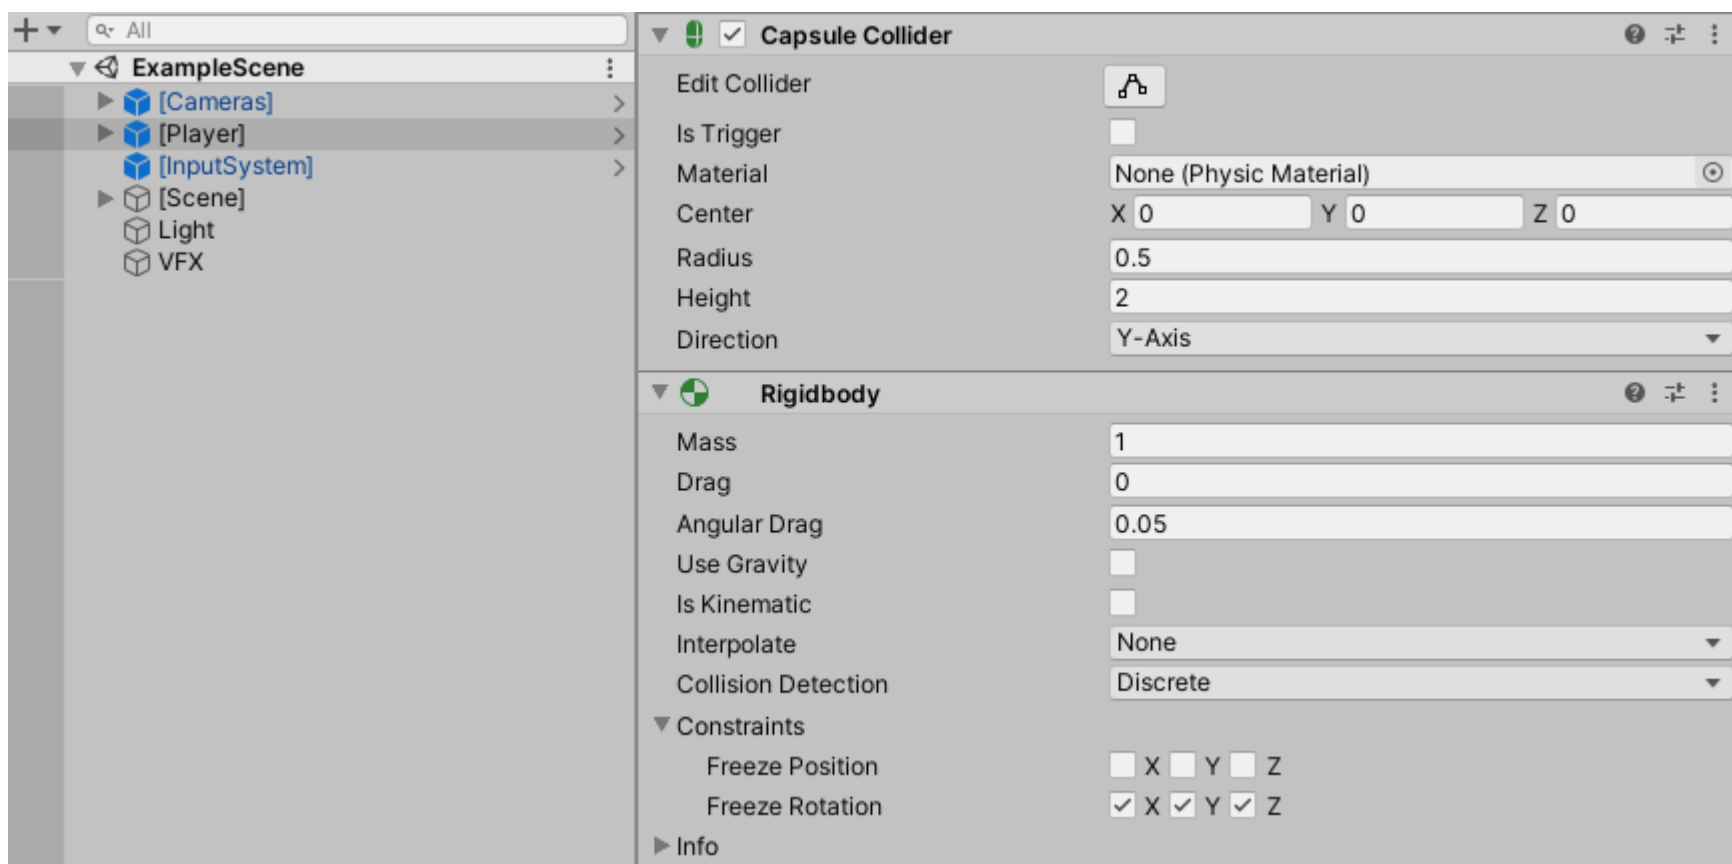 All
ExampleScene
[Cameras]
[Player]
[InputSystem]
[Scene]
Light
VFX
Capsule Collider
Edit Collider
Is Trigger
Material None (Physic Material)
Center X 0 Y 0 Z 0
Radius 0.5
Height 2
Direction Y-Axis
Rigidbody
Mass 1
Drag 0
Angular Drag 0.05
Use Gravity
Is Kinematic
Interpolate None
Collision Detection Discrete
Constraints
Freeze Position X Y Z
Freeze Rotation X Y Z
Info